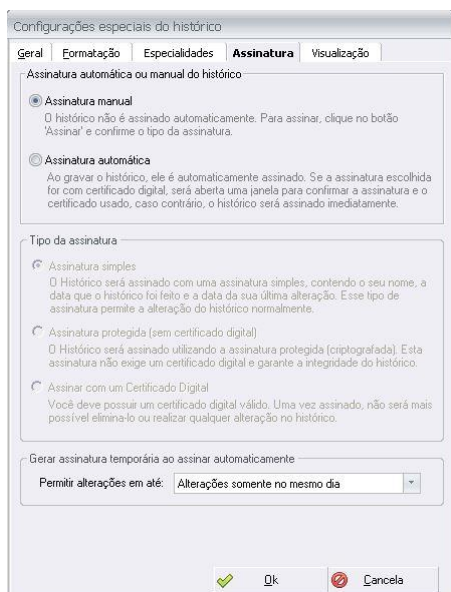 Configurações especiais do histórico
Geral Formatação Especialidades Assinatura Visualização
Assinatura automática ou manual do histórico
Assinatura manual
O histórico não é assinado automaticamente. Para assinar, clique no botão
'Assinar' e confirme o tipo da assinatura.
Assinatura automática
Ao gravar o histórico, ele é automaticamente assinado. Se a assinatura escolhida
for com certificado digital, será aberta uma janela para confirmar a assinatura e o
certificado usado, caso contrário, o histórico será assinado imediatamente.
Tipo da assinatura
Assinatura simples
O Histórico será assinado com uma assinatura simples, contendo o seu nome, a
data que o histórico foi feito e a data da sua última alteração. Esse tipo de
assinatura permite a alteração do histórico normalmente.
Assinatura protegida (sem certificado digital)
O Histórico será assinado utilizando a assinatura protegida (criptografada). Esta
assinatura não exige um certificado digital e garante a integridade do histórico.
Assinar com um Certificado Digital
Você deve possuir um certificado digital válido. Uma vez assinado, não será mais
possível elimina-lo ou realizar qualquer alteração no histórico.
Gerar assinatura temporária ao assinar automaticamente
Permitir alterações em até: Alterações somente no mesmo dia
Ok Cancela